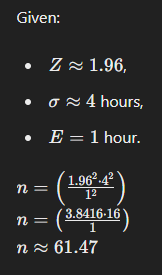 Given:
• Z ≈ 1.96,
• σ ≈ 4 hours,
• E = 1 hour.
n = (1.96²·4² / 1²)
n = (3.8416·16 / 1)
n ≈ 61.47